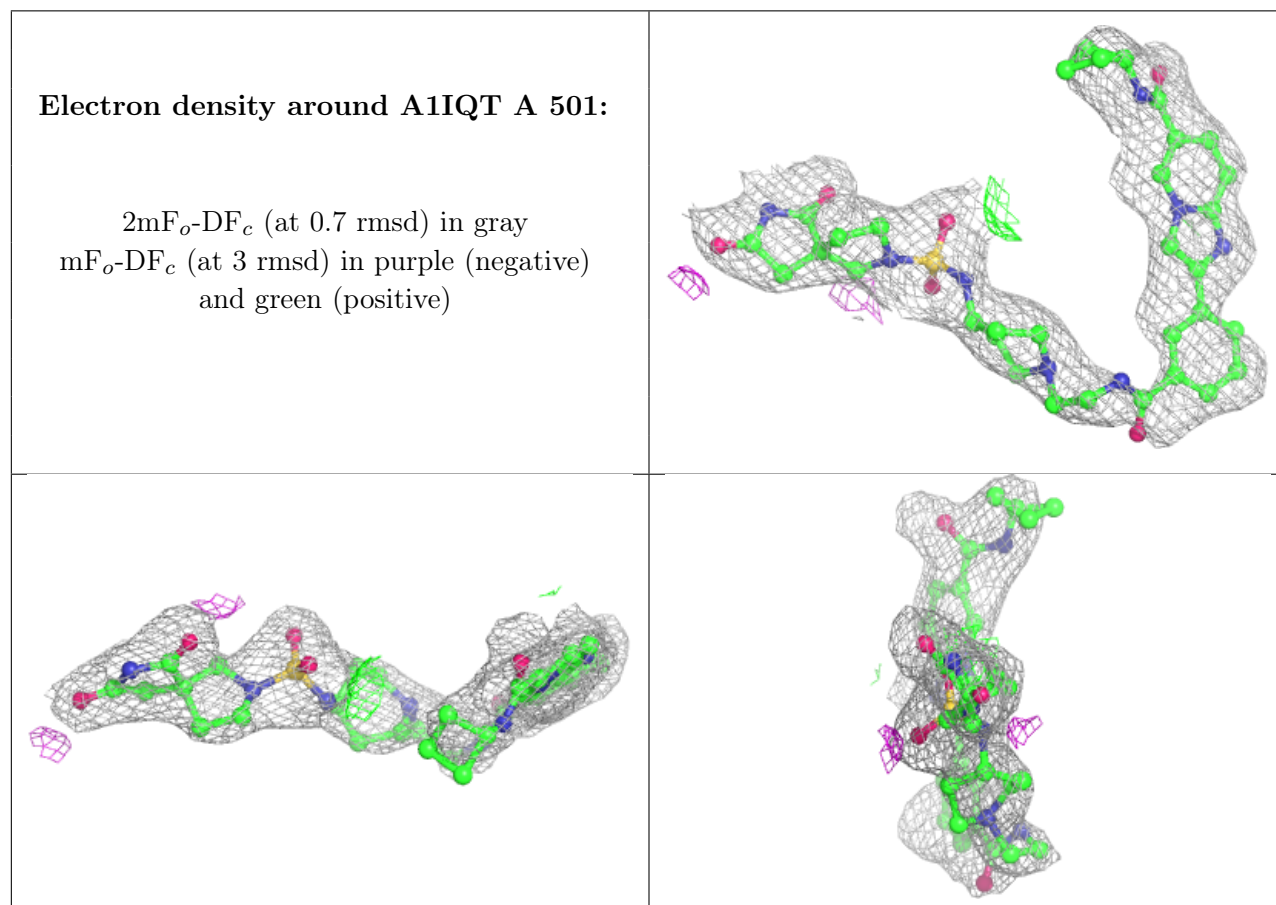 Electron density around A1IQT A 501:
2mFo-DFc (at 0.7 rmsd) in gray
mFo-DFc (at 3 rmsd) in purple (negative)
and green (positive)